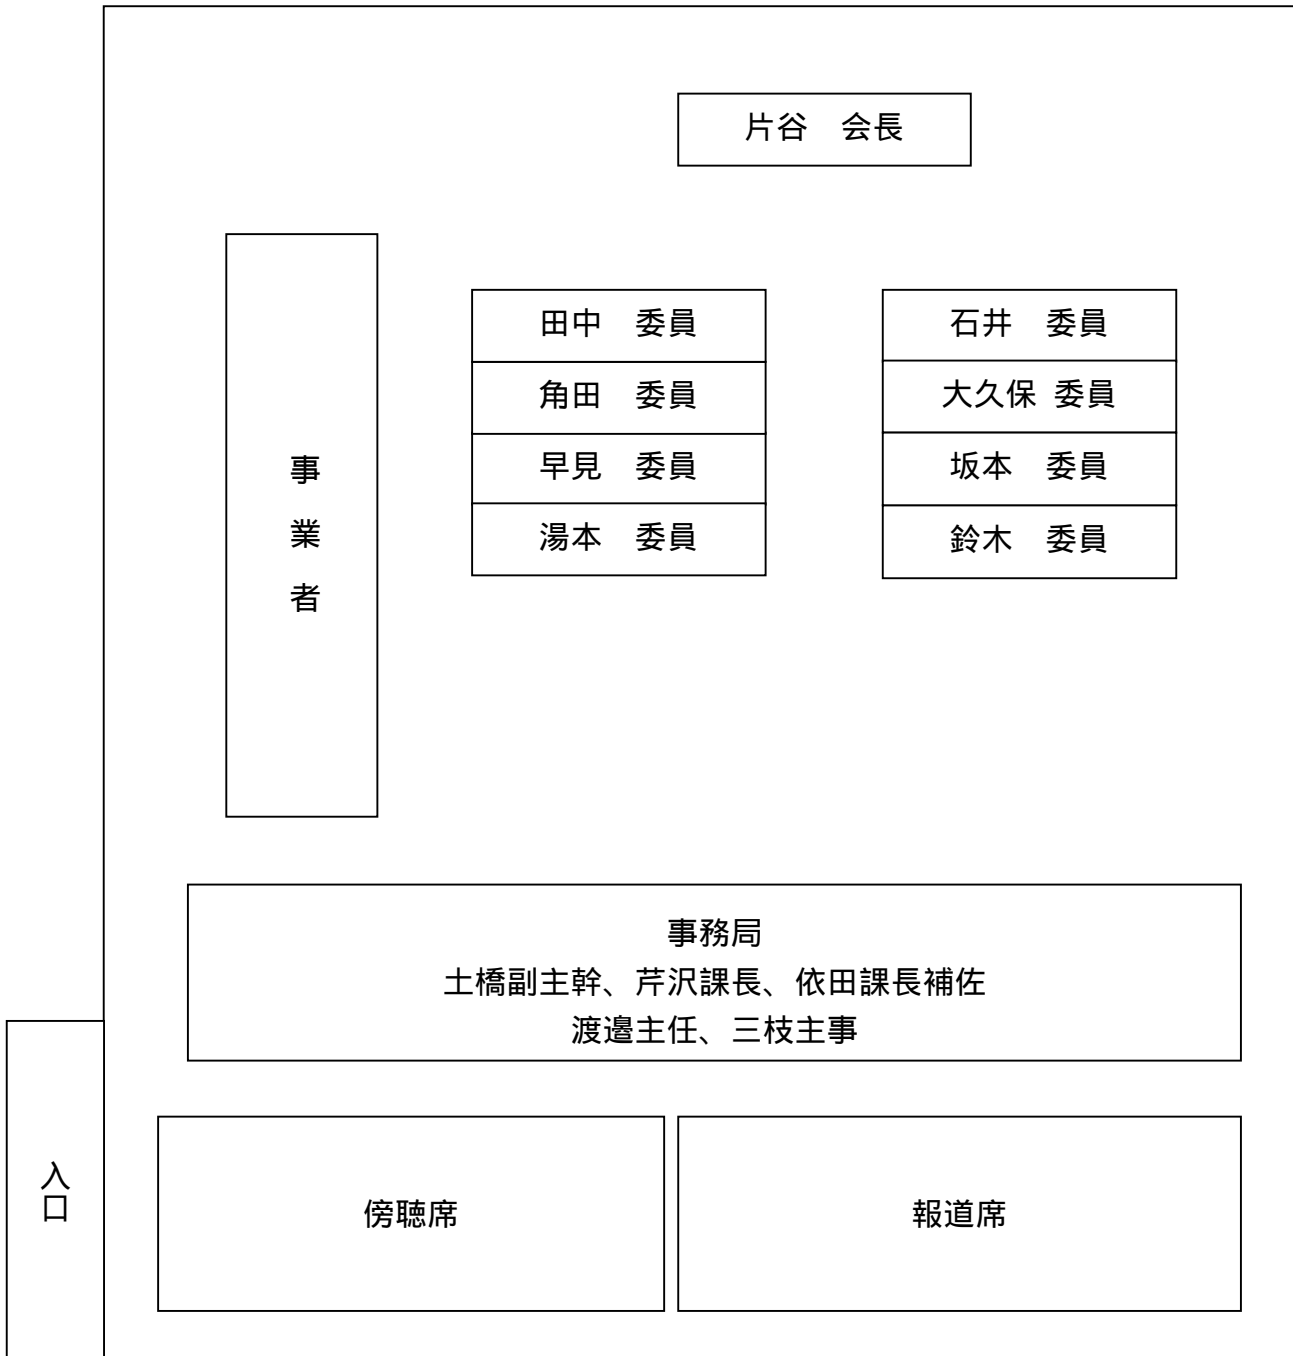 片谷　会長
田中　委員
角田　委員
早見　委員
湯本　委員
石井　委員
大久保 委員
坂本　委員
鈴木　委員
事業者
事務局
土橋副主幹、芹沢課長、依田課長補佐
渡邉主任、三枝主事
入口
傍聴席
報道席